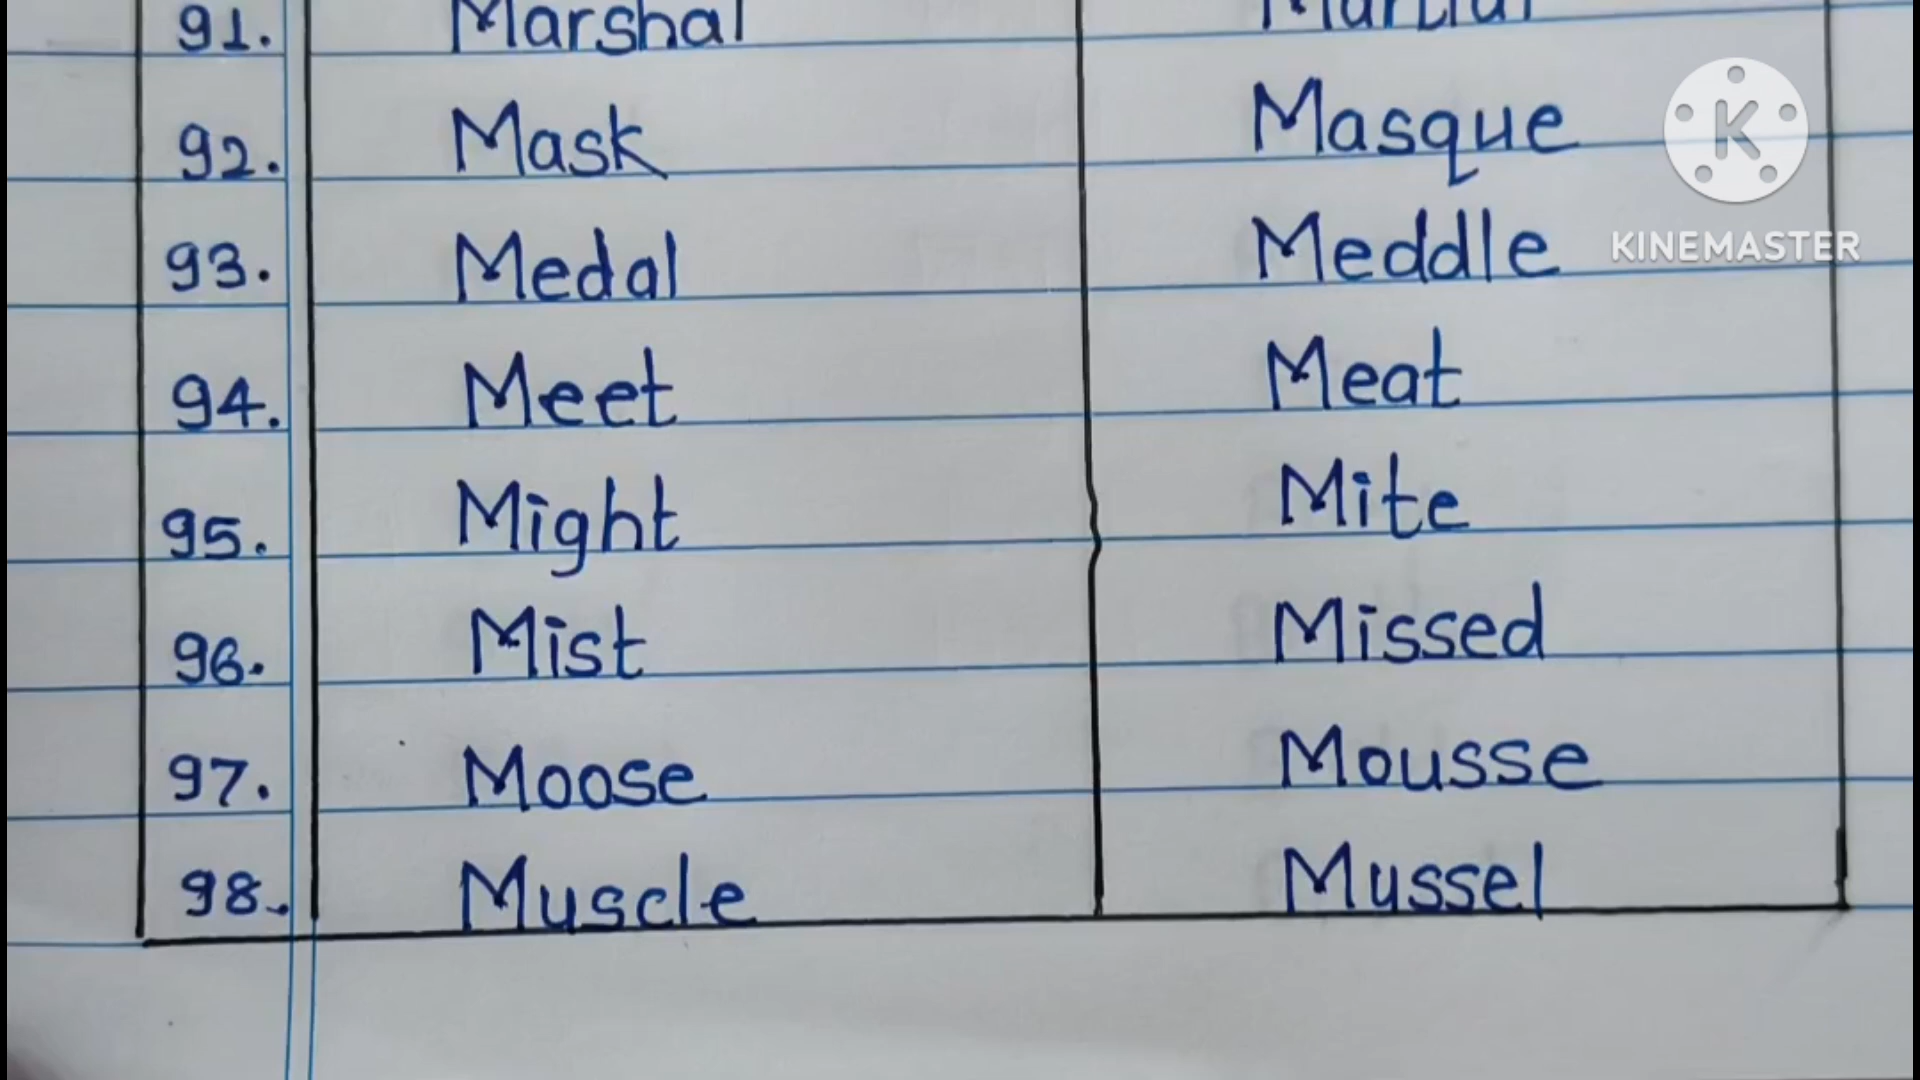 91. Marshal Martial
92. Mask Masque
93. Medal Meddle
94. Meet Meat
95. Might Mite
96. Mist Missed
97. Moose Mousse
98. Muscle Mussel
K
KINEMASTER